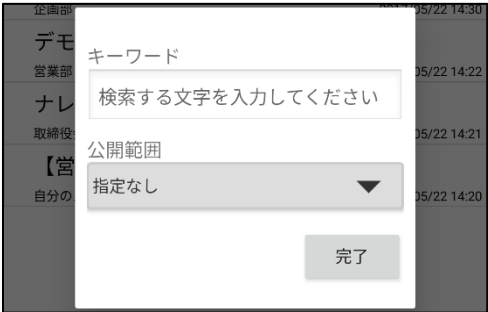 企画部
2017/05/22 14:30
デモ
営業部
05/22 14:22
キーワード
検索する文字を入力してください
ナレ
取締役
05/22 14:21
公開範囲
指定なし
【営
自分の
05/22 14:20
完了